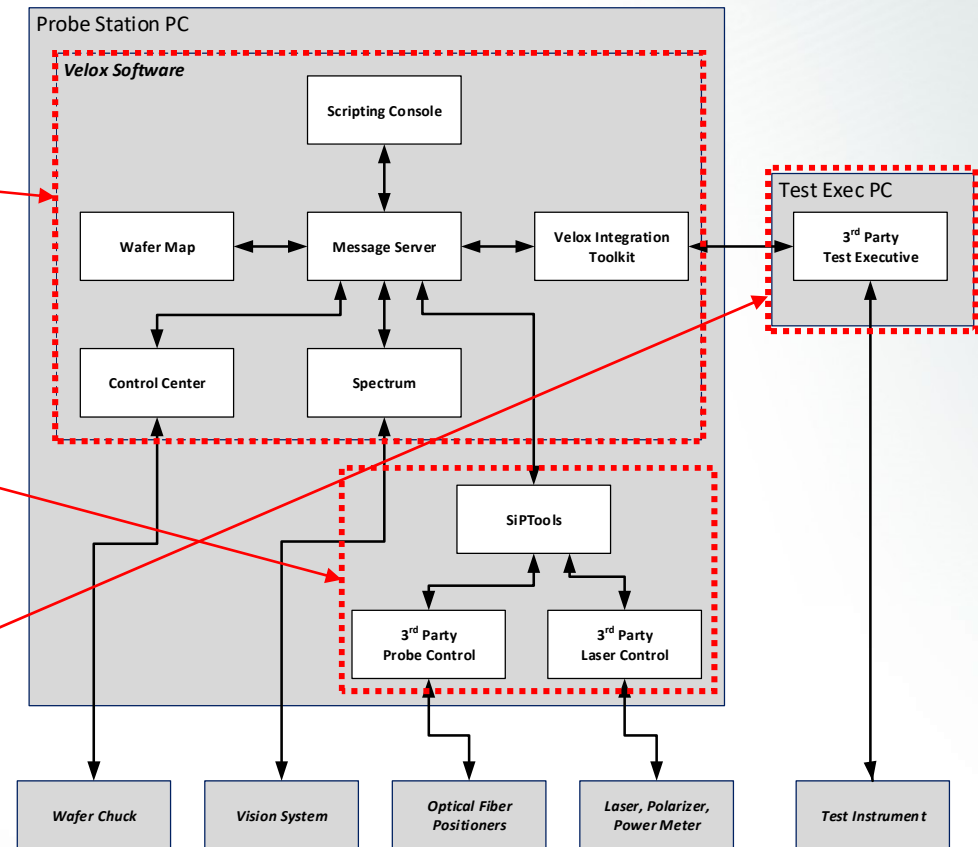 Probe Station PC
Velox Software
Scripting Console
Wafer Map
Message Server
Velox Integration
Toolkit
Test Exec PC
3rd Party
Test Executive
Control Center
Spectrum
SiPTools
3rd Party
Probe Control
3rd Party
Laser Control
Wafer Chuck
Vision System
Optical Fiber
Positioners
Laser, Polarizer,
Power Meter
Test Instrument